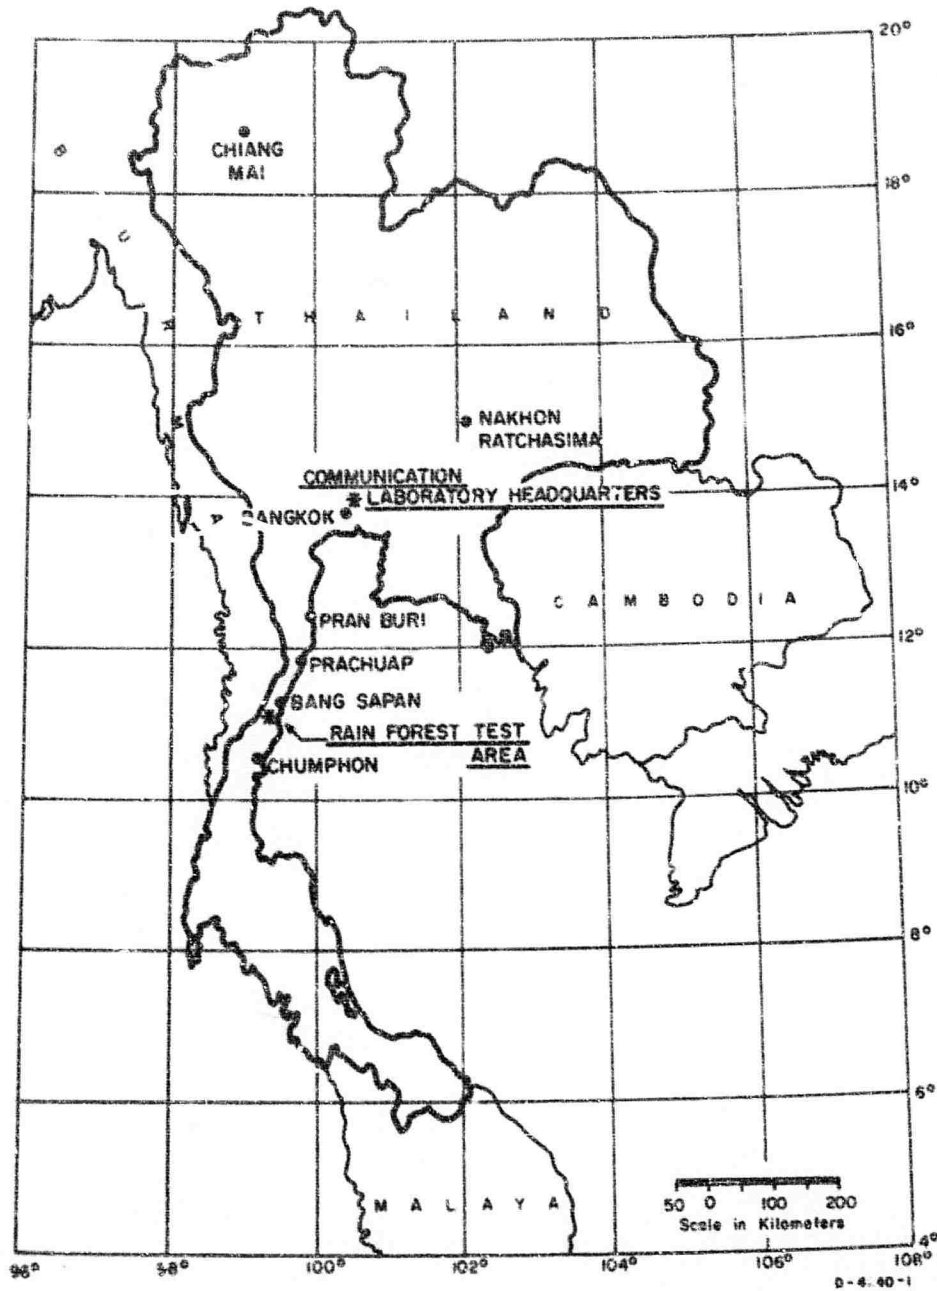 20°
CHIANG
MAI
18°
B U R M A
T H A I L A N D
16°
NAKHON
RATCHASIMA
COMMUNICATION
LABORATORY HEADQUARTERS
14°
BANGKOK
C A M B O D I A
PRAN BURI
12°
PRACHUAP
BANG SAPAN
RAIN FOREST TEST
AREA
CHUMPHON
10°
8°
6°
M A L A Y A
50 0 100 200
Scale in Kilometers
4°
96° 98° 100° 102° 104° 106° 108°